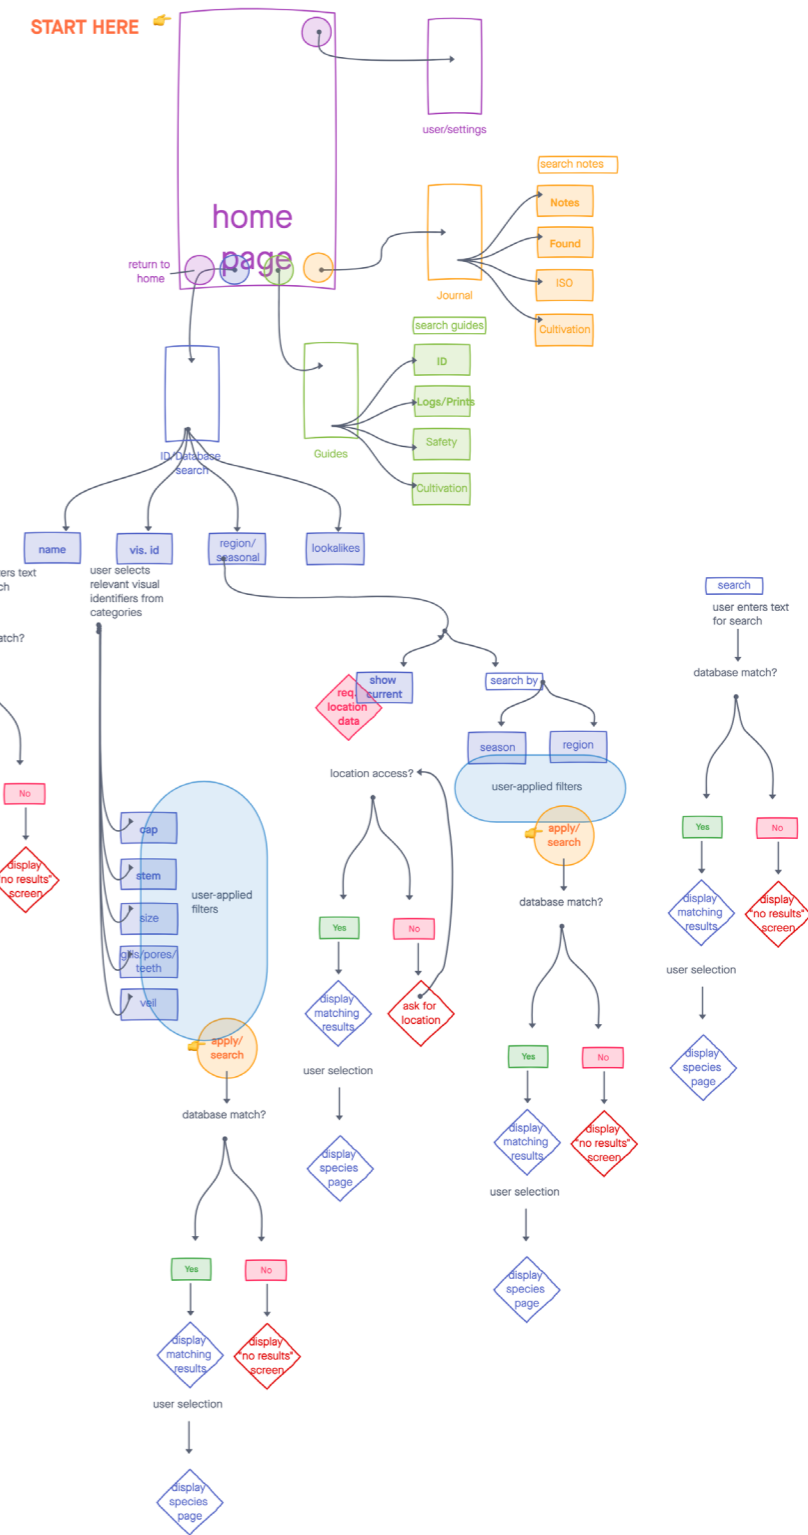 START HERE
home
page
user/settings
search notes
Notes
Found
ISO
Cultivation
Journal
return to
home
search guides
ID
Logs/Prints
Safety
Cultivation
Guides
ID/Database
search
name
vis. id
region/
seasonal
lookalikes
user selects
relevant visual
identifiers from
categories
ers text
ch
atch?
No
display
"no results"
screen
cap
stem
size
gills/pores/
teeth
veil
user-applied
filters
apply/
search
database match?
Yes
No
display
matching
results
display
"no results"
screen
user selection
display
species
page
show
current
req.
location
data
location access?
Yes
No
display
matching
results
ask for
location
user selection
display
species
page
search by
season
region
user-applied filters
apply/
search
database match?
Yes
No
display
matching
results
display
"no results"
screen
user selection
display
species
page
search
user enters text
for search
database match?
Yes
No
display
matching
results
display
"no results"
screen
user selection
display
species
page